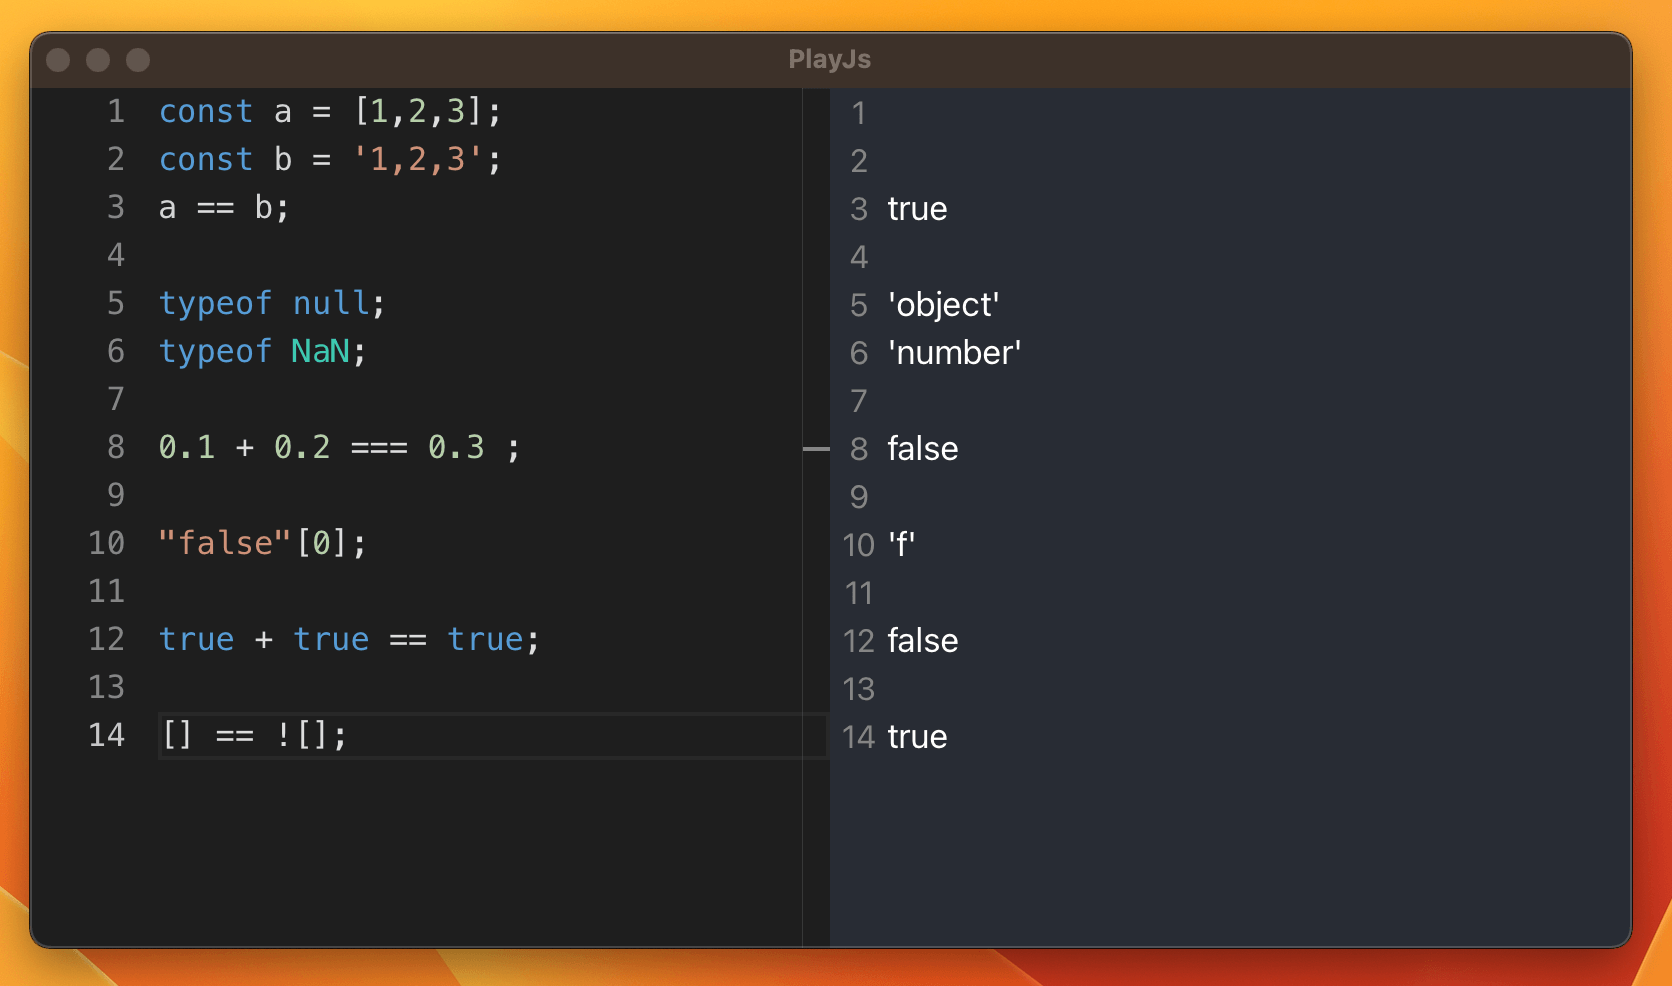 PlayJs
1 const a = [1,2,3];
2 const b = '1,2,3';
3 a == b;
4
5 typeof null;
6 typeof NaN;
7
8 0.1 + 0.2 === 0.3 ;
9
10 "false"[0];
11
12 true + true == true;
13
14 [] == ![];
1
2
3 true
4
5 'object'
6 'number'
7
8 false
9
10 'f'
11
12 false
13
14 true